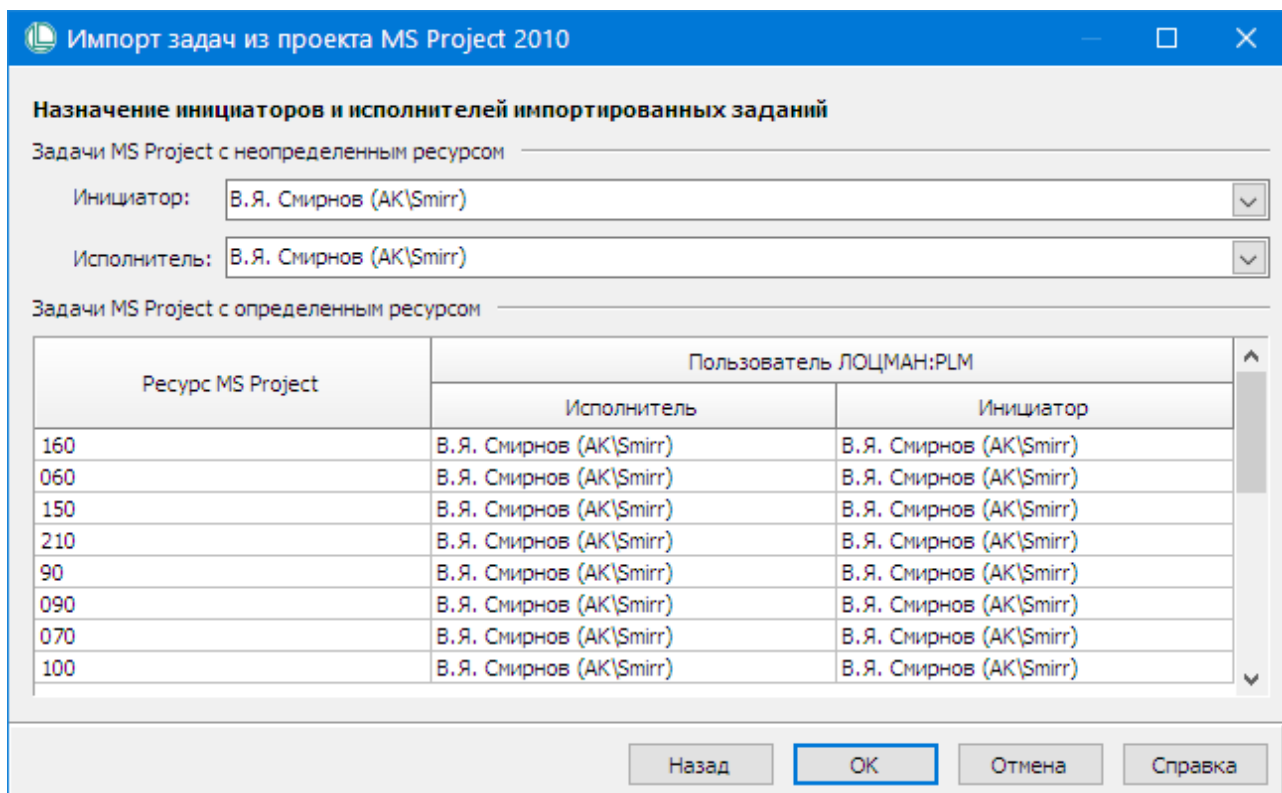 Импорт задач из проекта MS Project 2010
Назначение инициаторов и исполнителей импортированных заданий
Задачи MS Project с неопределенным ресурсом
Инициатор: В.Я. Смирнов (AK\Smirr)
Исполнитель: В.Я. Смирнов (AK\Smirr)
Задачи MS Project с определенным ресурсом
Ресурс MS Project Пользователь ЛОЦМАН:PLM
Исполнитель Инициатор
160 В.Я. Смирнов (AK\Smirr) В.Я. Смирнов (AK\Smirr)
060 В.Я. Смирнов (AK\Smirr) В.Я. Смирнов (AK\Smirr)
150 В.Я. Смирнов (AK\Smirr) В.Я. Смирнов (AK\Smirr)
210 В.Я. Смирнов (AK\Smirr) В.Я. Смирнов (AK\Smirr)
90 В.Я. Смирнов (AK\Smirr) В.Я. Смирнов (AK\Smirr)
090 В.Я. Смирнов (AK\Smirr) В.Я. Смирнов (AK\Smirr)
070 В.Я. Смирнов (AK\Smirr) В.Я. Смирнов (AK\Smirr)
100 В.Я. Смирнов (AK\Smirr) В.Я. Смирнов (AK\Smirr)
Назад OK Отмена Справка